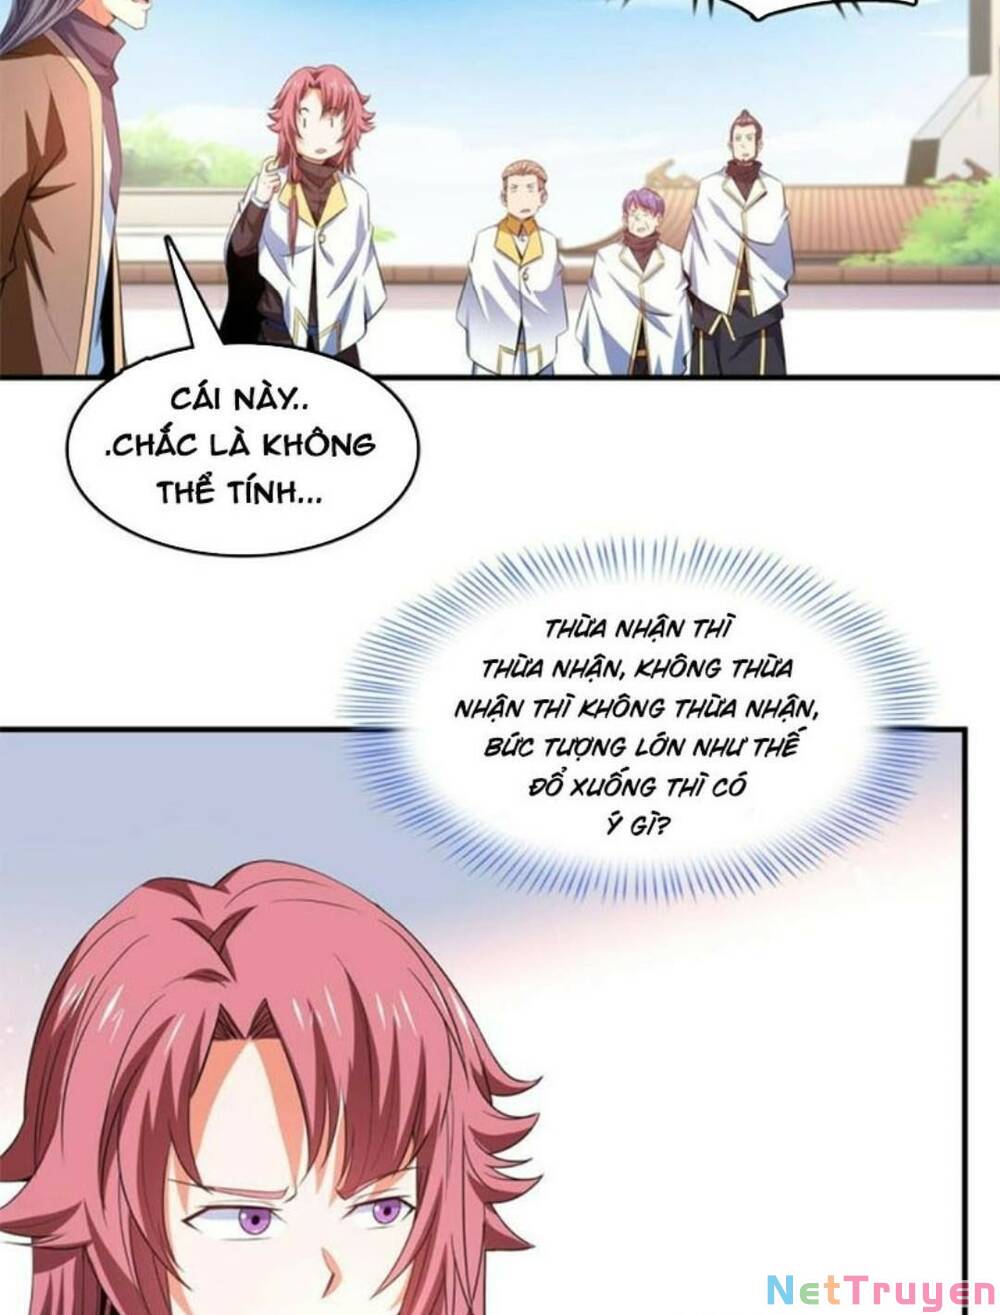 CÁI NÀY..
.CHẮC LÀ KHÔNG
THỂ TÍNH...
THỪA NHẬN THÌ
THỪA NHẬN, KHÔNG THỪA
NHẬN THÌ KHÔNG THỪA NHẬN,
BỨC TƯỢNG LỚN NHƯ THẾ
ĐỔ XUỐNG THÌ CÓ
Ý GÌ?
NetTruyen